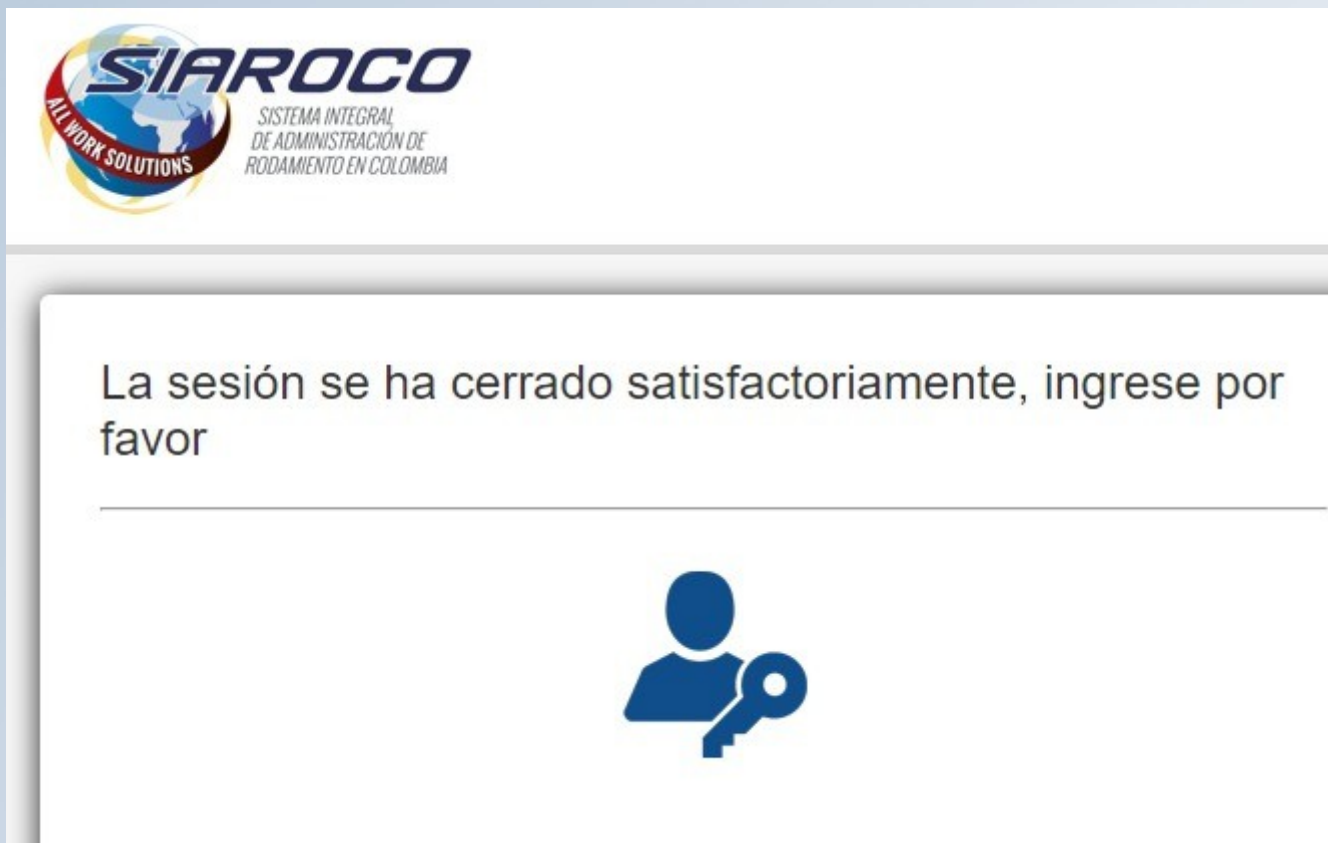 SIAROCO
ALL WORK SOLUTIONS
SISTEMA INTEGRAL
DE ADMINISTRACIÓN DE
RODAMIENTO EN COLOMBIA
La sesión se ha cerrado satisfactoriamente, ingrese por
favor